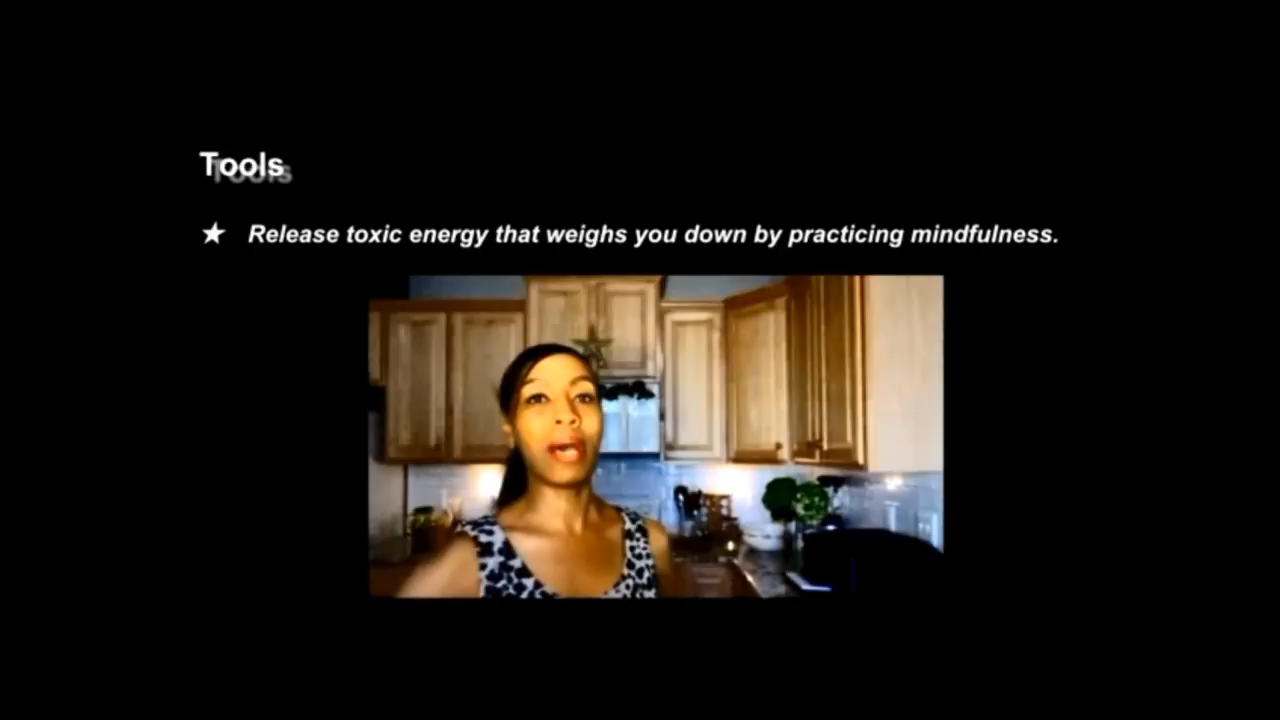 Tools
★ Release toxic energy that weighs you down by practicing mindfulness.